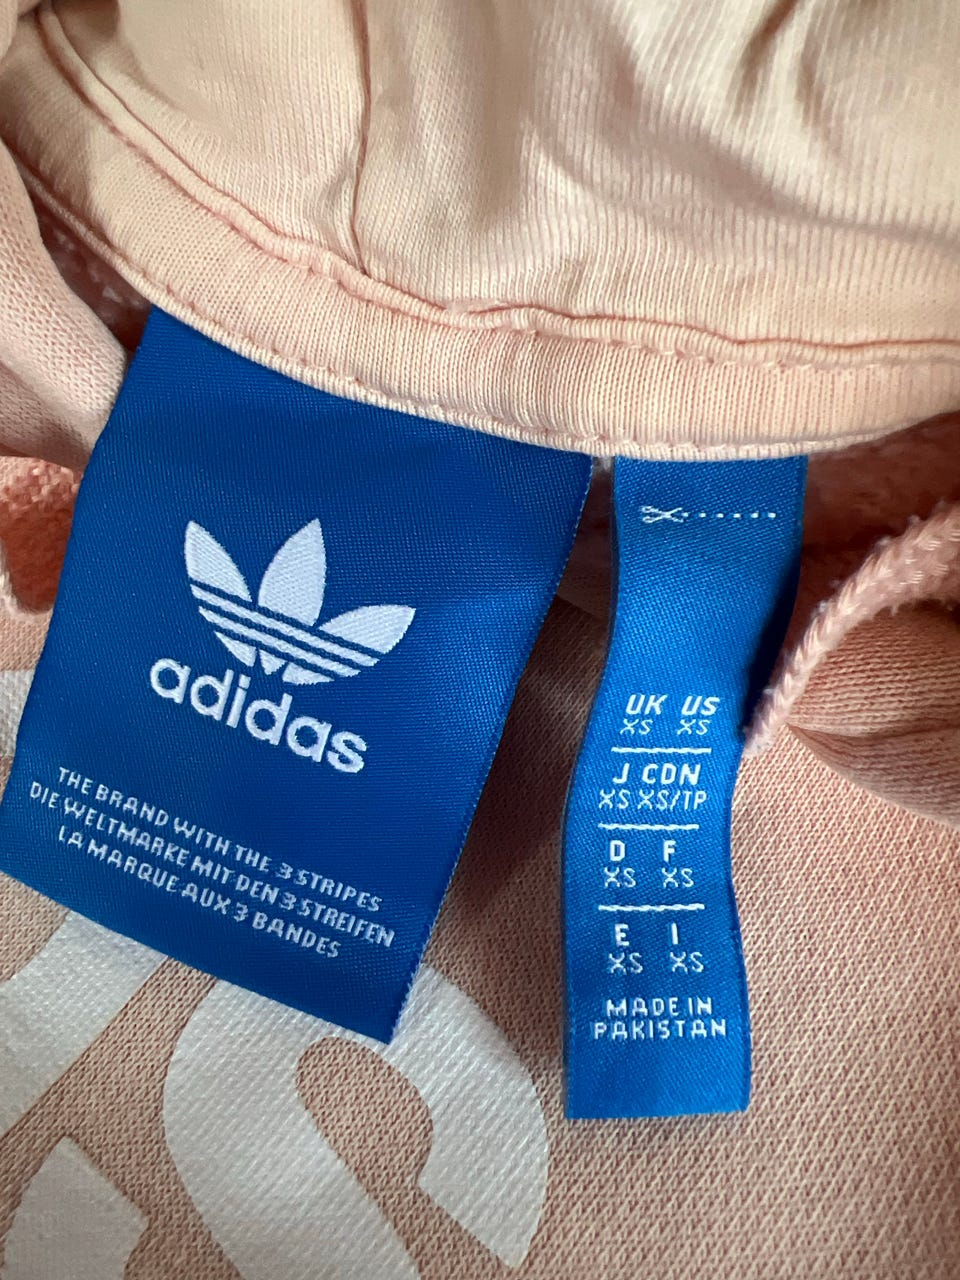 adidas
THE BRAND WITH THE 3 STRIPES
DIE WELTMARKE MIT DEN 3 STREIFEN
LA MARQUE AUX 3 BANDES
UK US
XS XS
J CDN
XS XS/TP
D F
XS XS
E I
XS XS
MADE IN
PAKISTAN